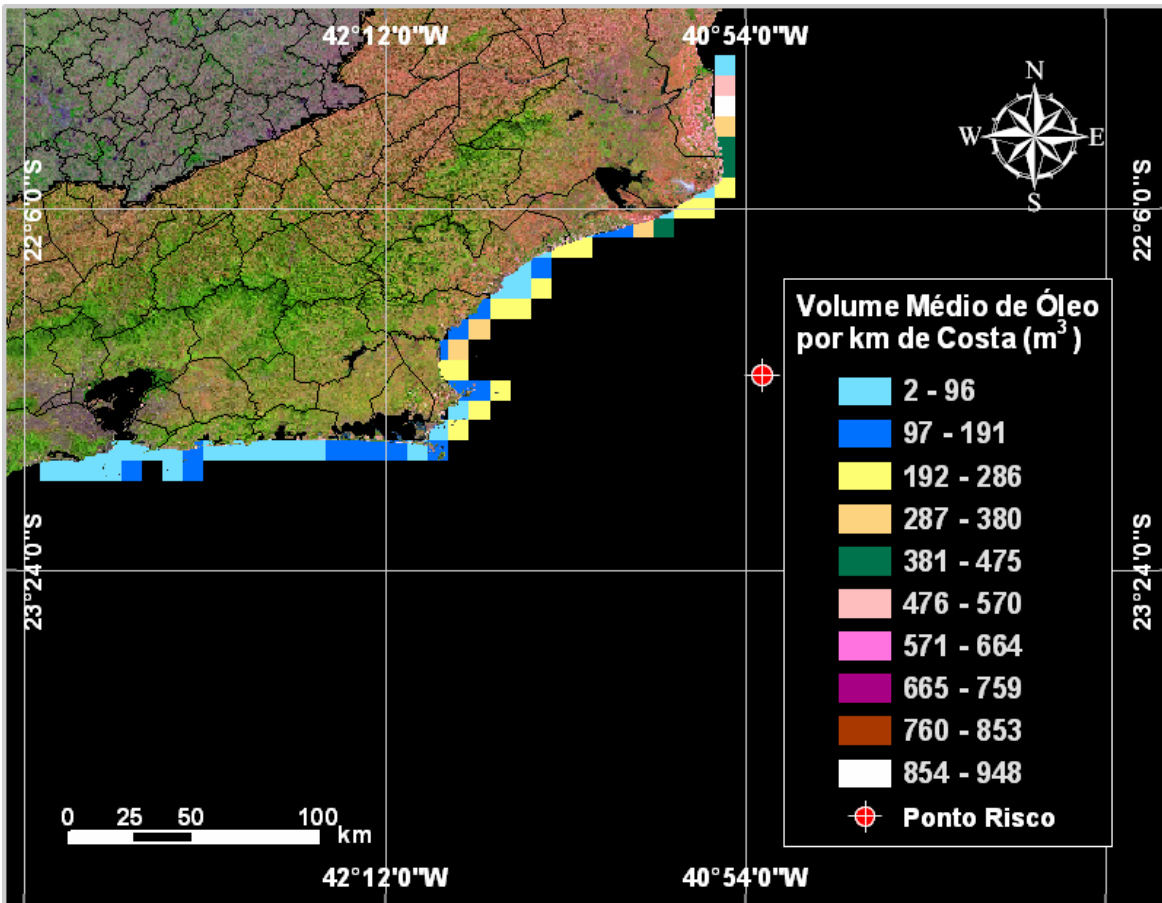 42°12'0"W 40°54'0"W
N
W E
S
22°6'0"S 22°6'0"S
Volume Médio de Óleo
por km de Costa (m³)
2 - 96
97 - 191
192 - 286
287 - 380
381 - 475
476 - 570
571 - 664
665 - 759
760 - 853
854 - 948
Ponto Risco
23°24'0"S 23°24'0"S
0 25 50 100
km
42°12'0"W 40°54'0"W